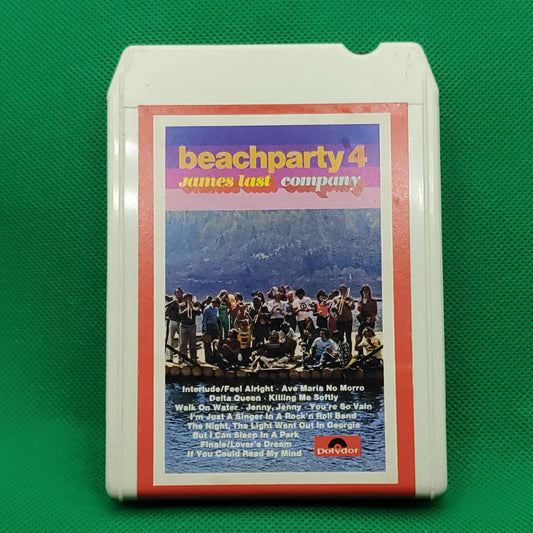 beachparty 4
James last company
Interlude/Feel Alright · Ave Maria No Morro
Delta Queen · Killing Me Softly
Walk On Water · Jenny, Jenny · You're So Vain
I'm Just A Singer In A Rock'n Roll Band
The Night, The Light Went Out In Georgia
But I Can Sleep In A Park
Finale/Lover's Dream
If You Could Read My Mind
Polydor